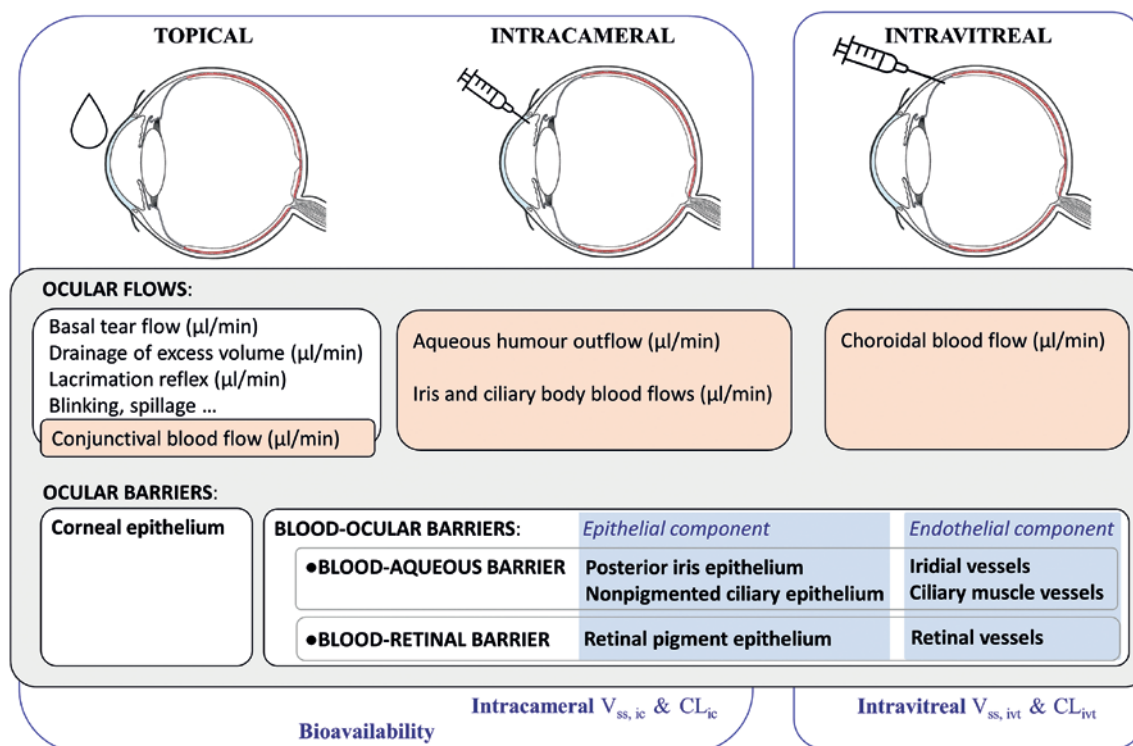 TOPICAL
INTRACAMERAL
INTRAVITREAL
OCULAR FLOWS:
Basal tear flow (µl/min)
Drainage of excess volume (µl/min)
Lacrimation reflex (µl/min)
Blinking, spillage ...
Conjunctival blood flow (µl/min)
Aqueous humour outflow (µl/min)
Iris and ciliary body blood flows (µl/min)
Choroidal blood flow (µl/min)
OCULAR BARRIERS:
Corneal epithelium
BLOOD-OCULAR BARRIERS:
Epithelial component
Endothelial component
●BLOOD-AQUEOUS BARRIER
Posterior iris epithelium
Nonpigmented ciliary epithelium
Iridial vessels
Ciliary muscle vessels
●BLOOD-RETINAL BARRIER
Retinal pigment epithelium
Retinal vessels
Intracameral Vss, ic & CLic
Bioavailability
Intravitreal Vss, ivt & CLivt